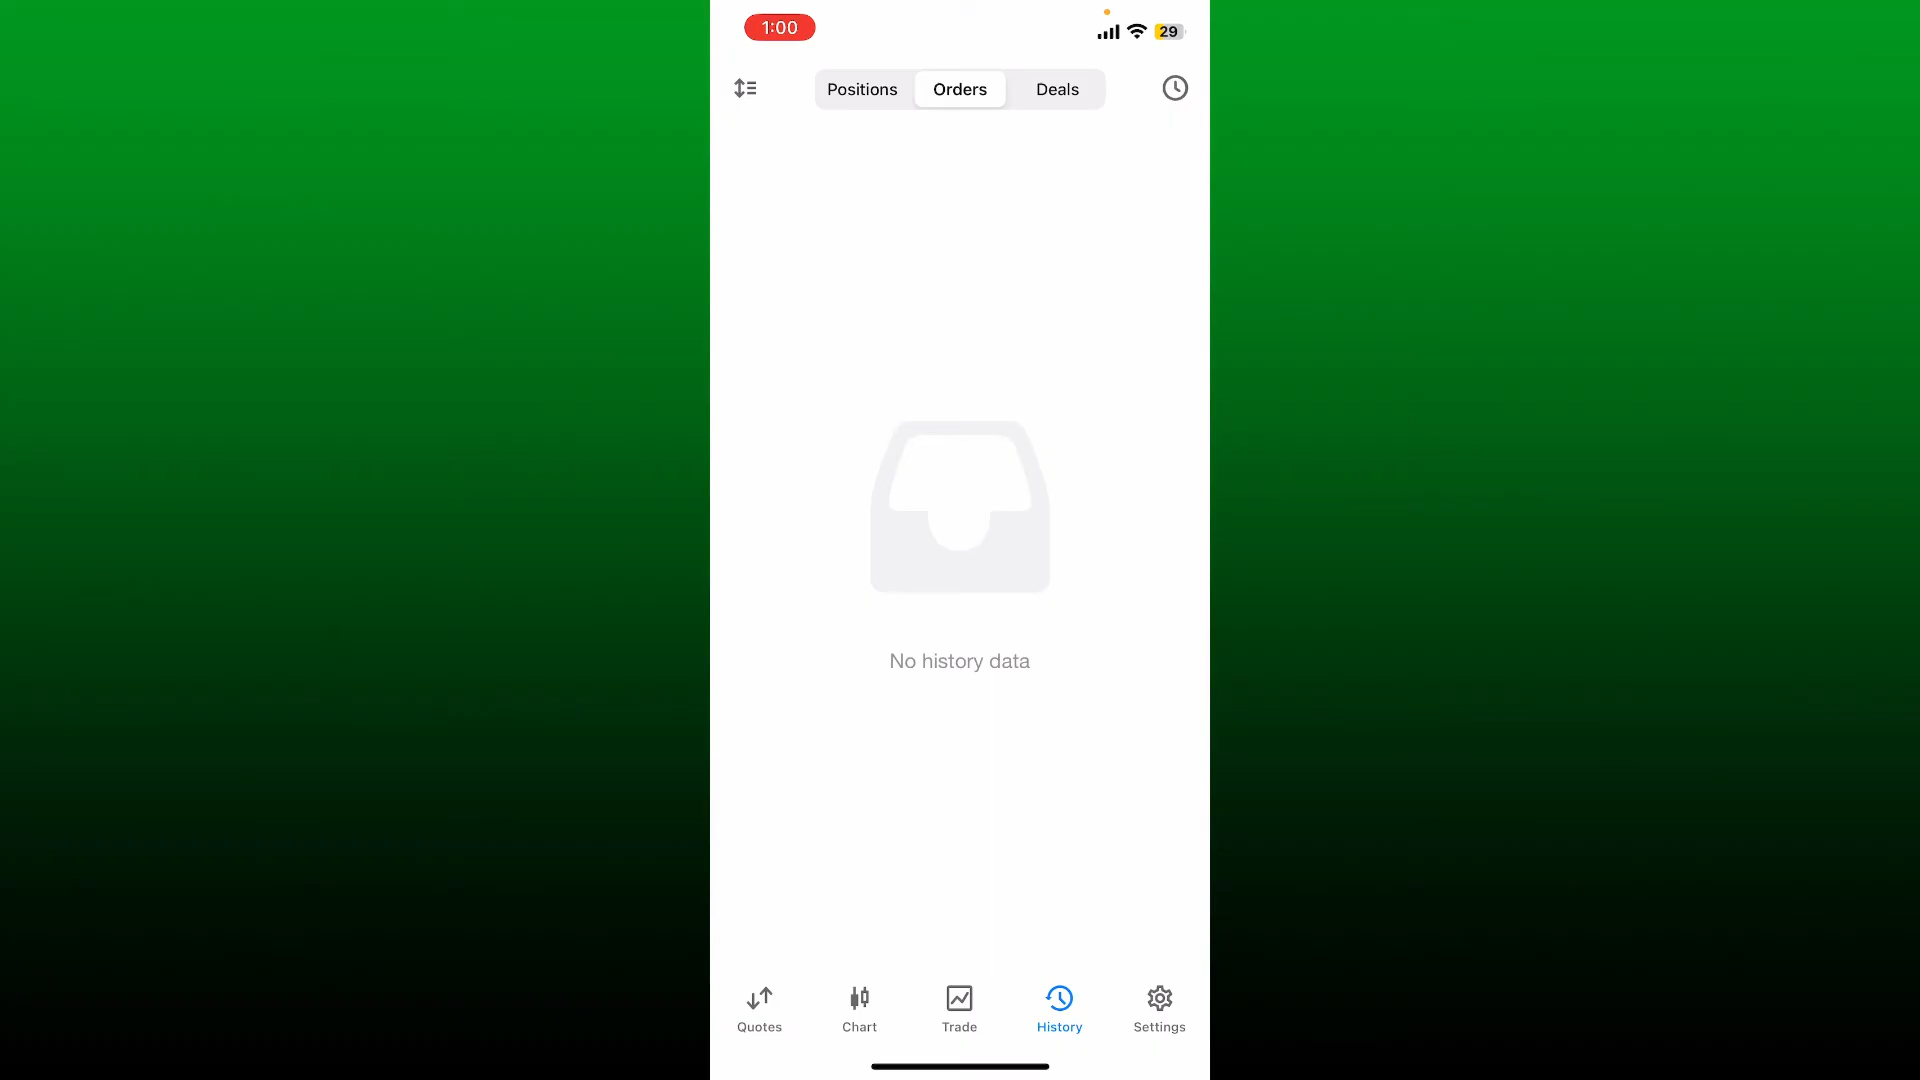 1:00
29
Positions
Orders
Deals
No history data
Quotes
Chart
Trade
History
Settings